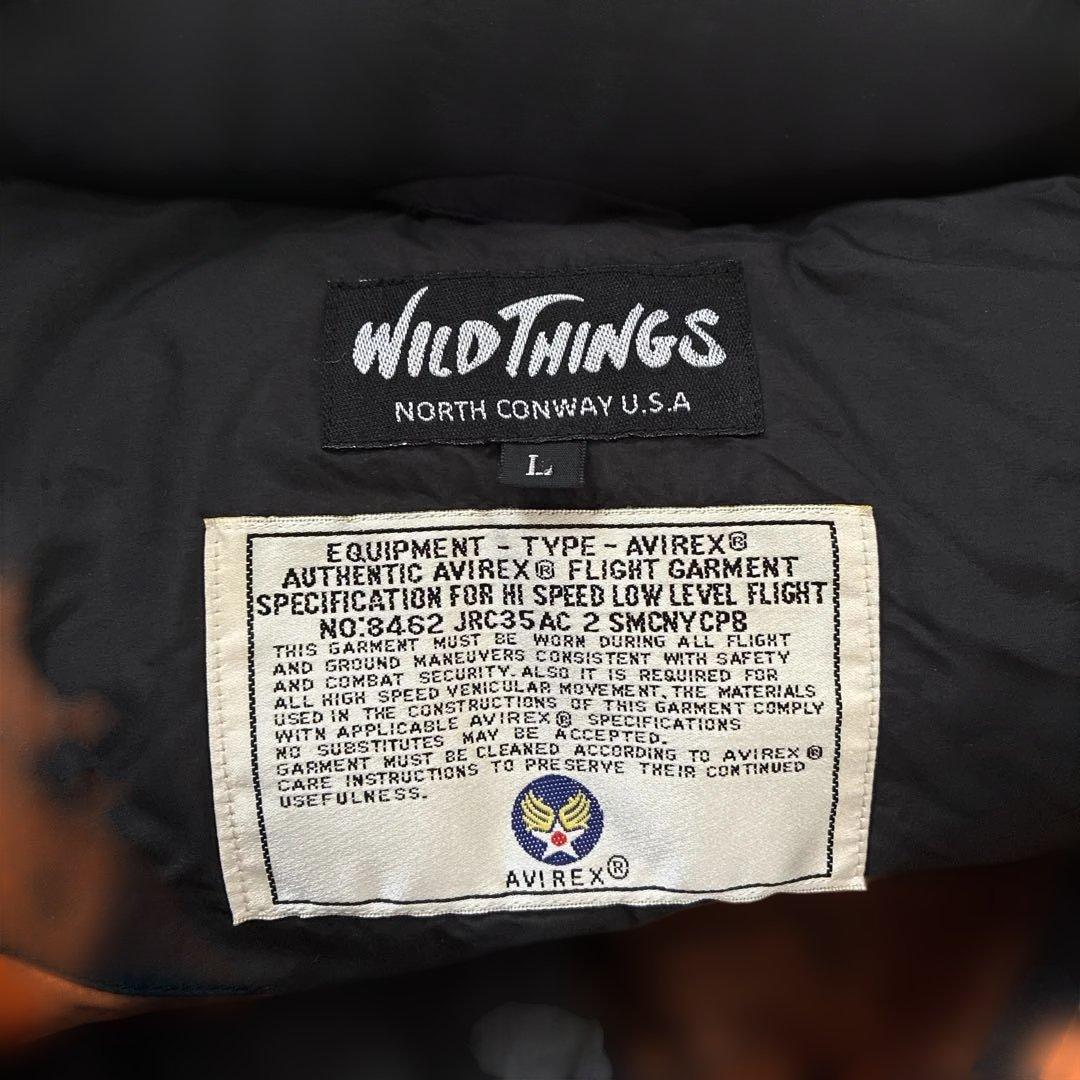 WILDTHINGS
NORTH CONWAY U.S.A
L
EQUIPMENT - TYPE - AVIREX®
AUTHENTIC AVIREX® FLIGHT GARMENT
SPECIFICATION FOR HI SPEED LOW LEVEL FLIGHT
NO:8462 JRC35AC 2 SMCNYCPB
THIS GARMENT MUST BE WORN DURING ALL FLIGHT
AND GROUND MANEUVERS CONSISTENT WITH SAFETY
AND COMBAT SECURITY. ALSO IT IS REQUIRED FOR
ALL HIGH SPEED VENICULAR MOVEMENT, THE MATERIALS
USED IN THE CONSTRUCTIONS OF THIS GARMENT COMPLY
WITH APPLICABLE AVIREX® SPECIFICATIONS
NO SUBSTITUTES MAY BE ACCEPTED.
GARMENT MUST BE CLEANED ACCORDING TO AVIREX®
CARE INSTRUCTIONS TO PRESERVE THEIR CONTINUED
USEFULNESS.
AVIREX®